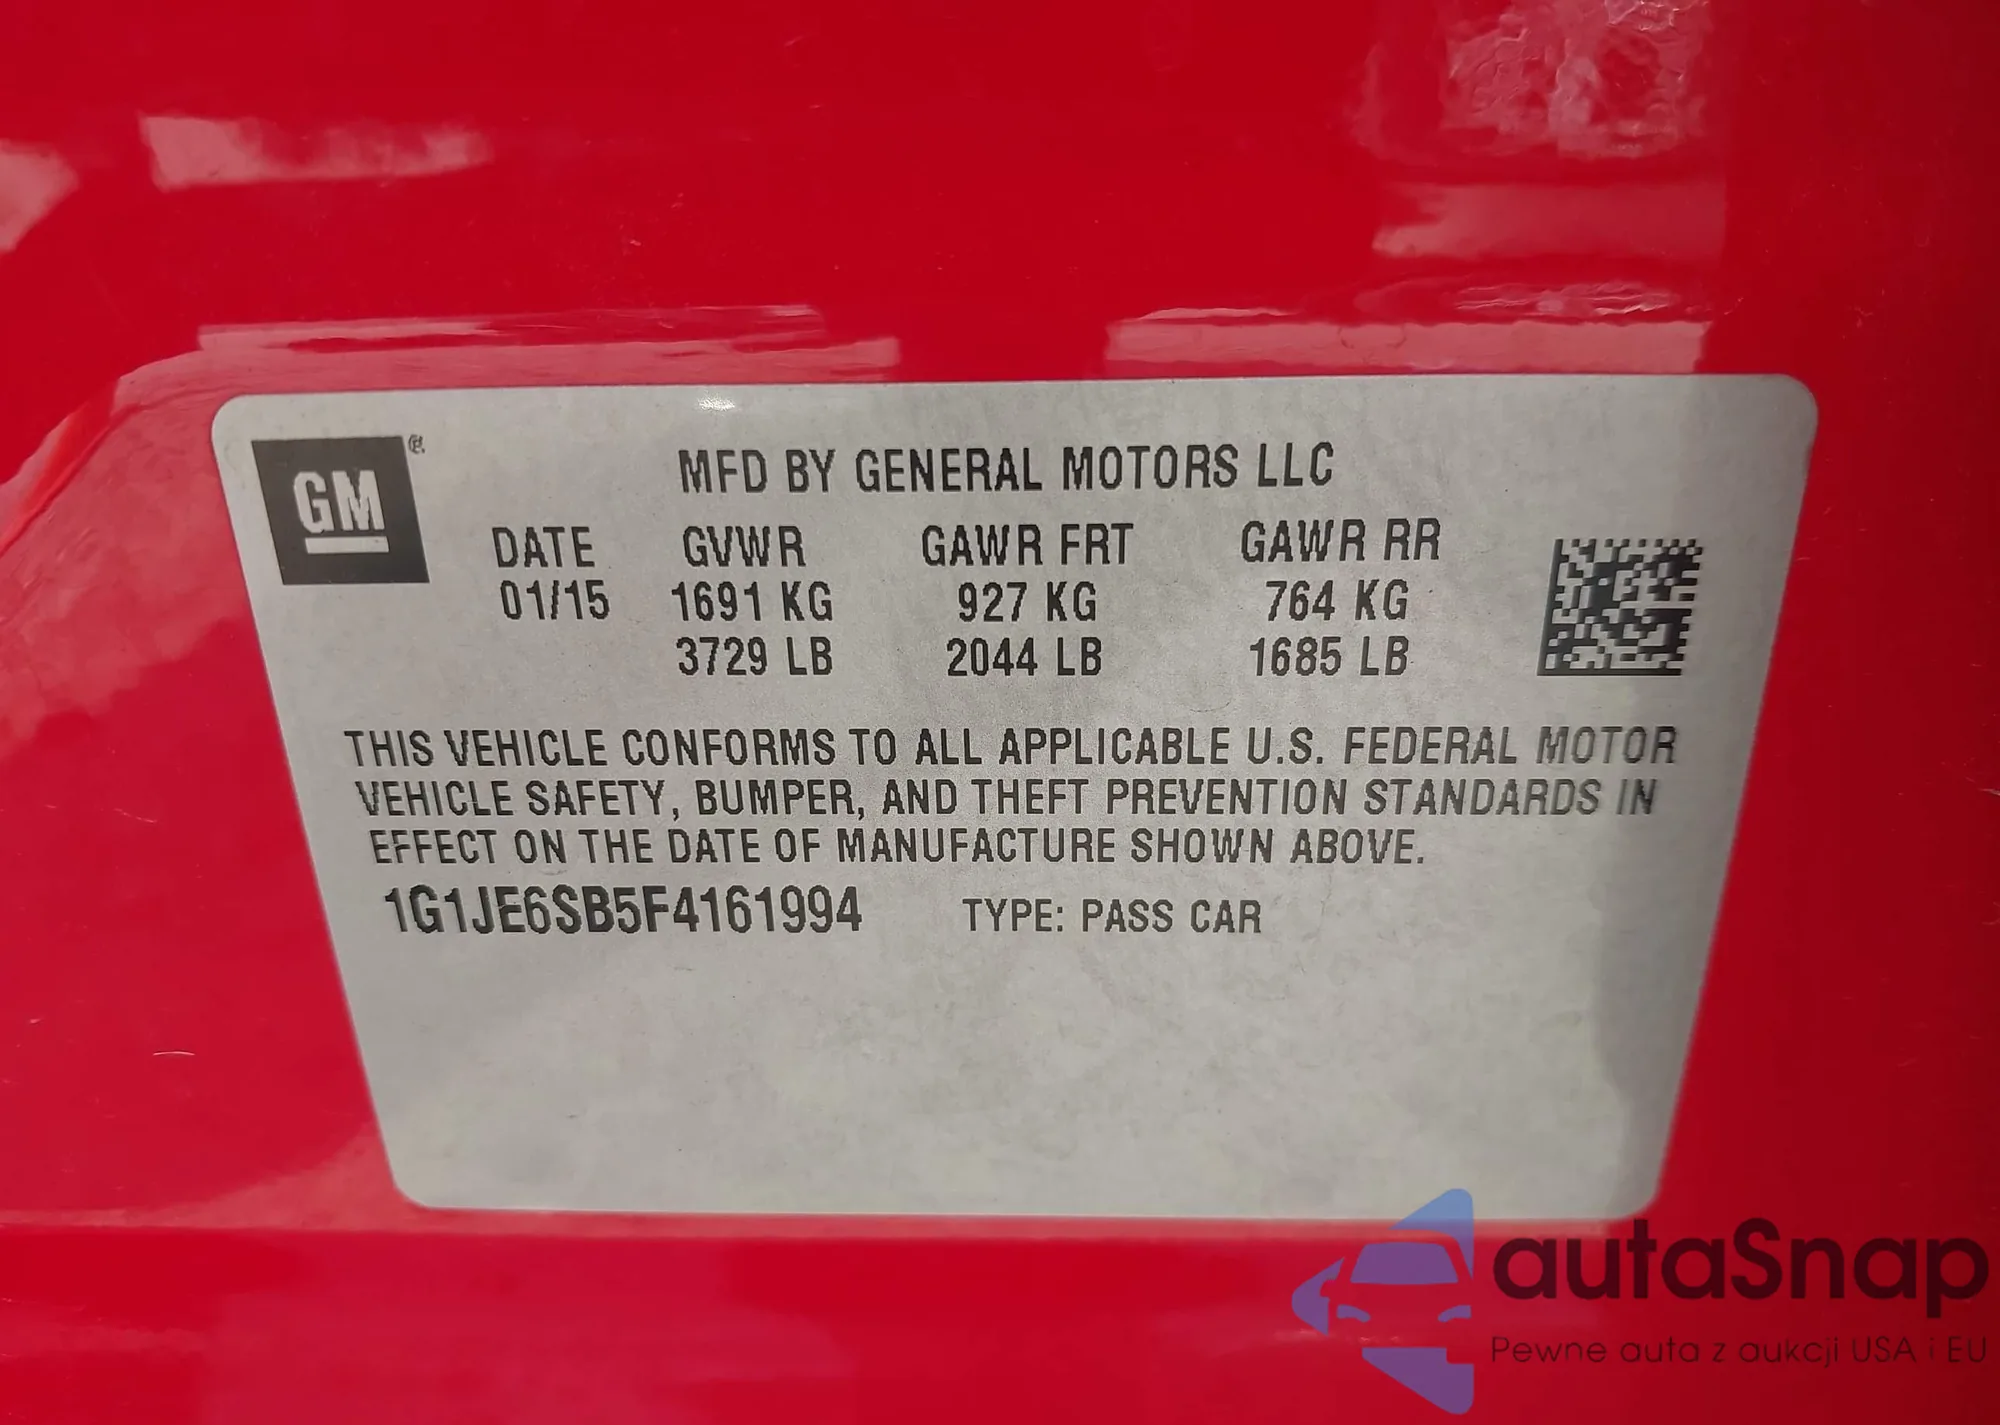 GM®
MFD BY GENERAL MOTORS LLC
DATE GVWR GAWR FRT GAWR RR
01/15 1691 KG 927 KG 764 KG
3729 LB 2044 LB 1685 LB
THIS VEHICLE CONFORMS TO ALL APPLICABLE U.S. FEDERAL MOTOR
VEHICLE SAFETY, BUMPER, AND THEFT PREVENTION STANDARDS IN
EFFECT ON THE DATE OF MANUFACTURE SHOWN ABOVE.
1G1JE6SB5F4161994 TYPE: PASS CAR
autaSnap
Pewne auta z aukcji USA i EU